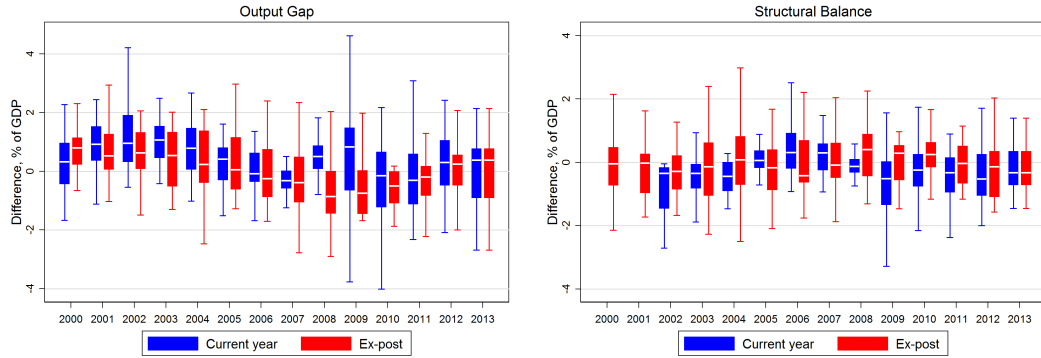 Output Gap
Difference, % of GDP
4
2
0
-2
-4
2000 2001 2002 2003 2004 2005 2006 2007 2008 2009 2010 2011 2012 2013
Current year Ex-post
Structural Balance
Difference, % of GDP
4
2
0
-2
-4
2000 2001 2002 2003 2004 2005 2006 2007 2008 2009 2010 2011 2012 2013
Current year Ex-post